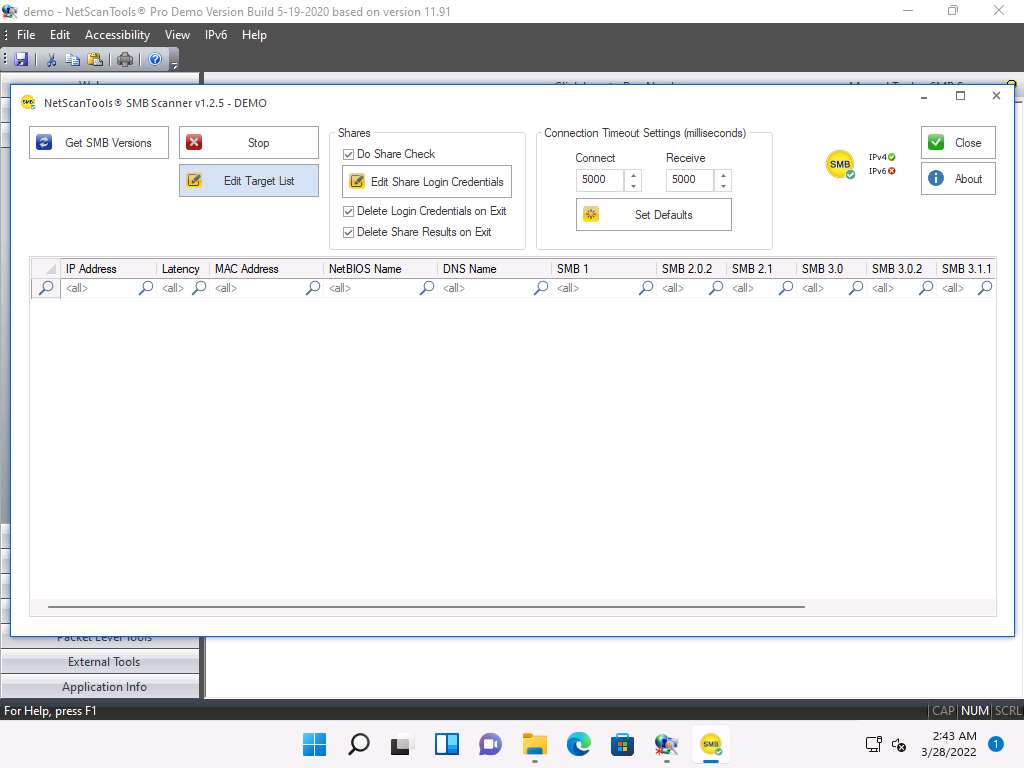 demo - NetScanTools® Pro Demo Version Build 5-19-2020 based on version 11.91
File Edit Accessibility View IPv6 Help
NetScanTools® SMB Scanner v1.2.5 - DEMO
Get SMB Versions
Stop
Edit Target List
Shares
Do Share Check
Edit Share Login Credentials
Delete Login Credentials on Exit
Delete Share Results on Exit
Connection Timeout Settings (milliseconds)
Connect Receive
5000 5000
Set Defaults
SMB
IPv4
IPv6
Close
About
IP Address Latency MAC Address NetBIOS Name DNS Name SMB 1 SMB 2.0.2 SMB 2.1 SMB 3.0 SMB 3.0.2 SMB 3.1.1
<all> <all> <all> <all> <all> <all> <all> <all> <all> <all> <all>
Packet Level Tools
External Tools
Application Info
For Help, press F1
CAP NUM SCRL
SMB
2:43 AM
3/28/2022
1